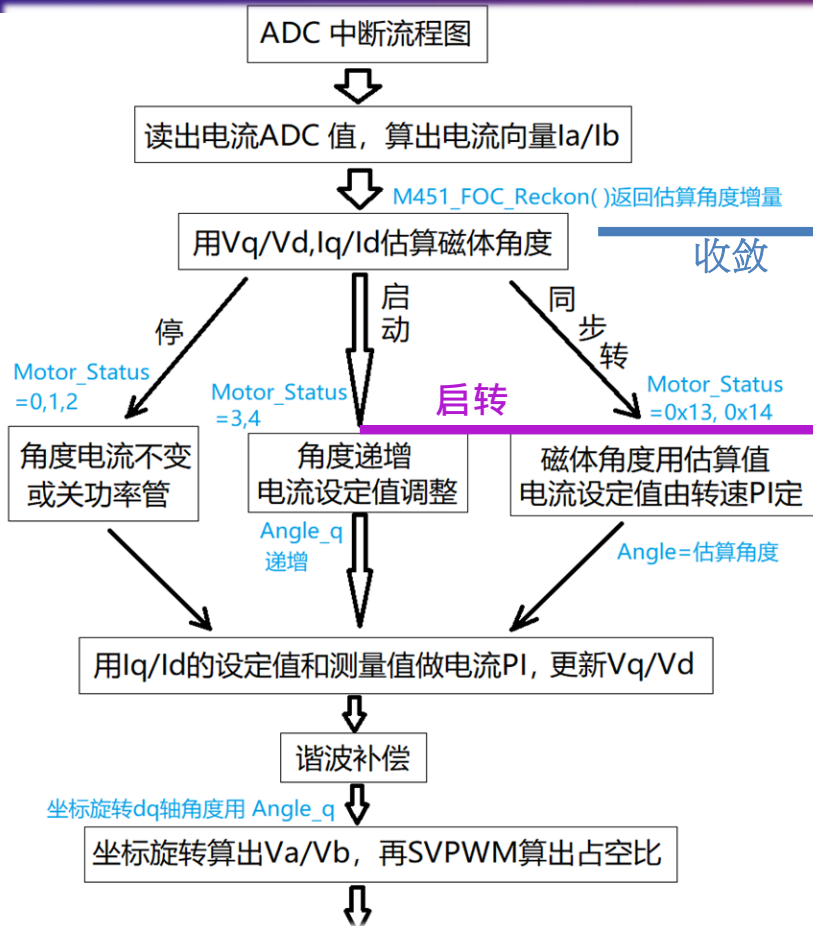 ADC 中断流程图
读出电流ADC 值，算出电流向量Ia/Ib
M451_FOC_Reckon( )返回估算角度增量
用Vq/Vd,Iq/Id估算磁体角度
收敛
停
启
动
同
步
转
Motor_Status
=0,1,2
Motor_Status
=3,4
启转
Motor_Status
=0x13, 0x14
角度电流不变
或关功率管
角度递增
电流设定值调整
磁体角度用估算值
电流设定值由转速PI定
Angle_q
递增
Angle=估算角度
用Iq/Id的设定值和测量值做电流PI，更新Vq/Vd
谐波补偿
坐标旋转dq轴角度用 Angle_q
坐标旋转算出Va/Vb，再SVPWM算出占空比